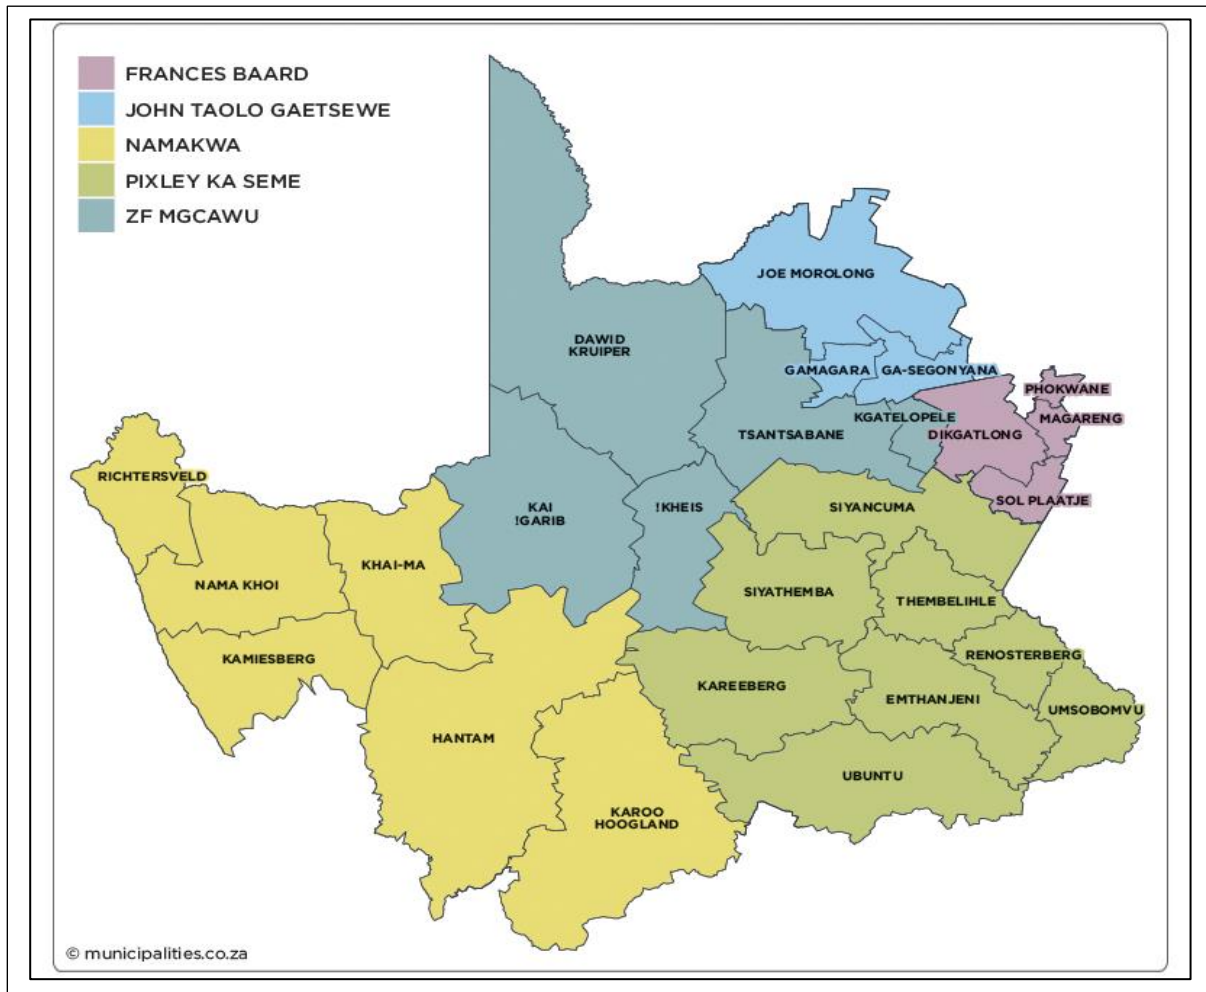 FRANCES BAARD
JOHN TAOLO GAETSEWE
NAMAKWA
PIXLEY KA SEME
ZF MGCAWU
JOE MOROLONG
DAWID
KRUIPER
GAMAGARA
GA-SEGONYANA
PHOKWANE
MAGARENG
KGATELOPELE
DIKGATLONG
TSANTSABANE
RICHTERSVELD
SOL PLAATJE
KAI
!GARIB
!KHEIS
SIYANCUMA
KHAI-MA
NAMA KHOI
SIYATHEMBA
THEMBELIHLE
KAMIESBERG
RENOSTERBERG
KAREEBERG
EMTHANJENI
UMSOBOMVU
HANTAM
UBUNTU
KAROO
HOOGLAND
© municipalities.co.za